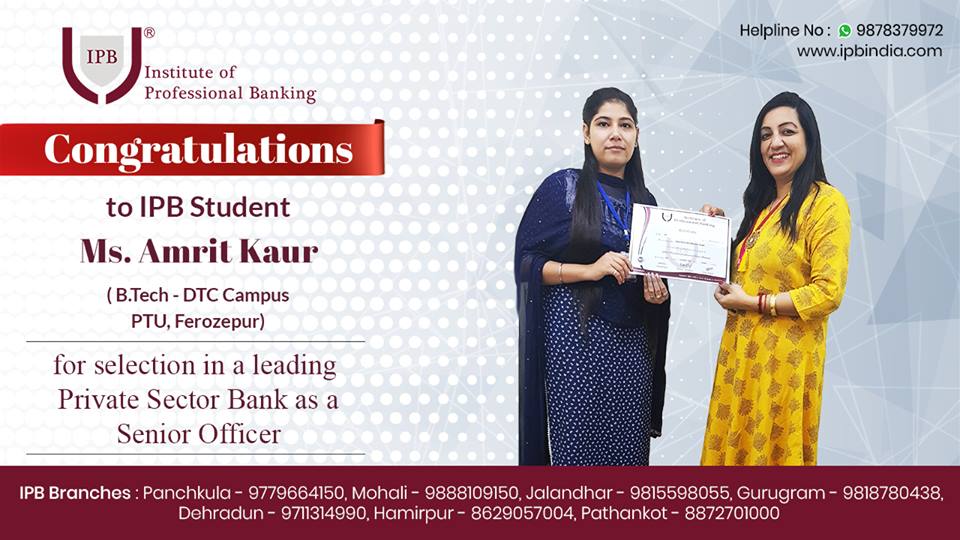 IPB ®
Institute of
Professional Banking
Helpline No : 9878379972
www.ipbindia.com
Congratulations
to IPB Student
Ms. Amrit Kaur
( B.Tech - DTC Campus
PTU, Ferozepur)
for selection in a leading
Private Sector Bank as a
Senior Officer
IPB Branches : Panchkula - 9779664150, Mohali - 9888109150, Jalandhar - 9815598055, Gurugram - 9818780438,
Dehradun - 9711314990, Hamirpur - 8629057004, Pathankot - 8872701000